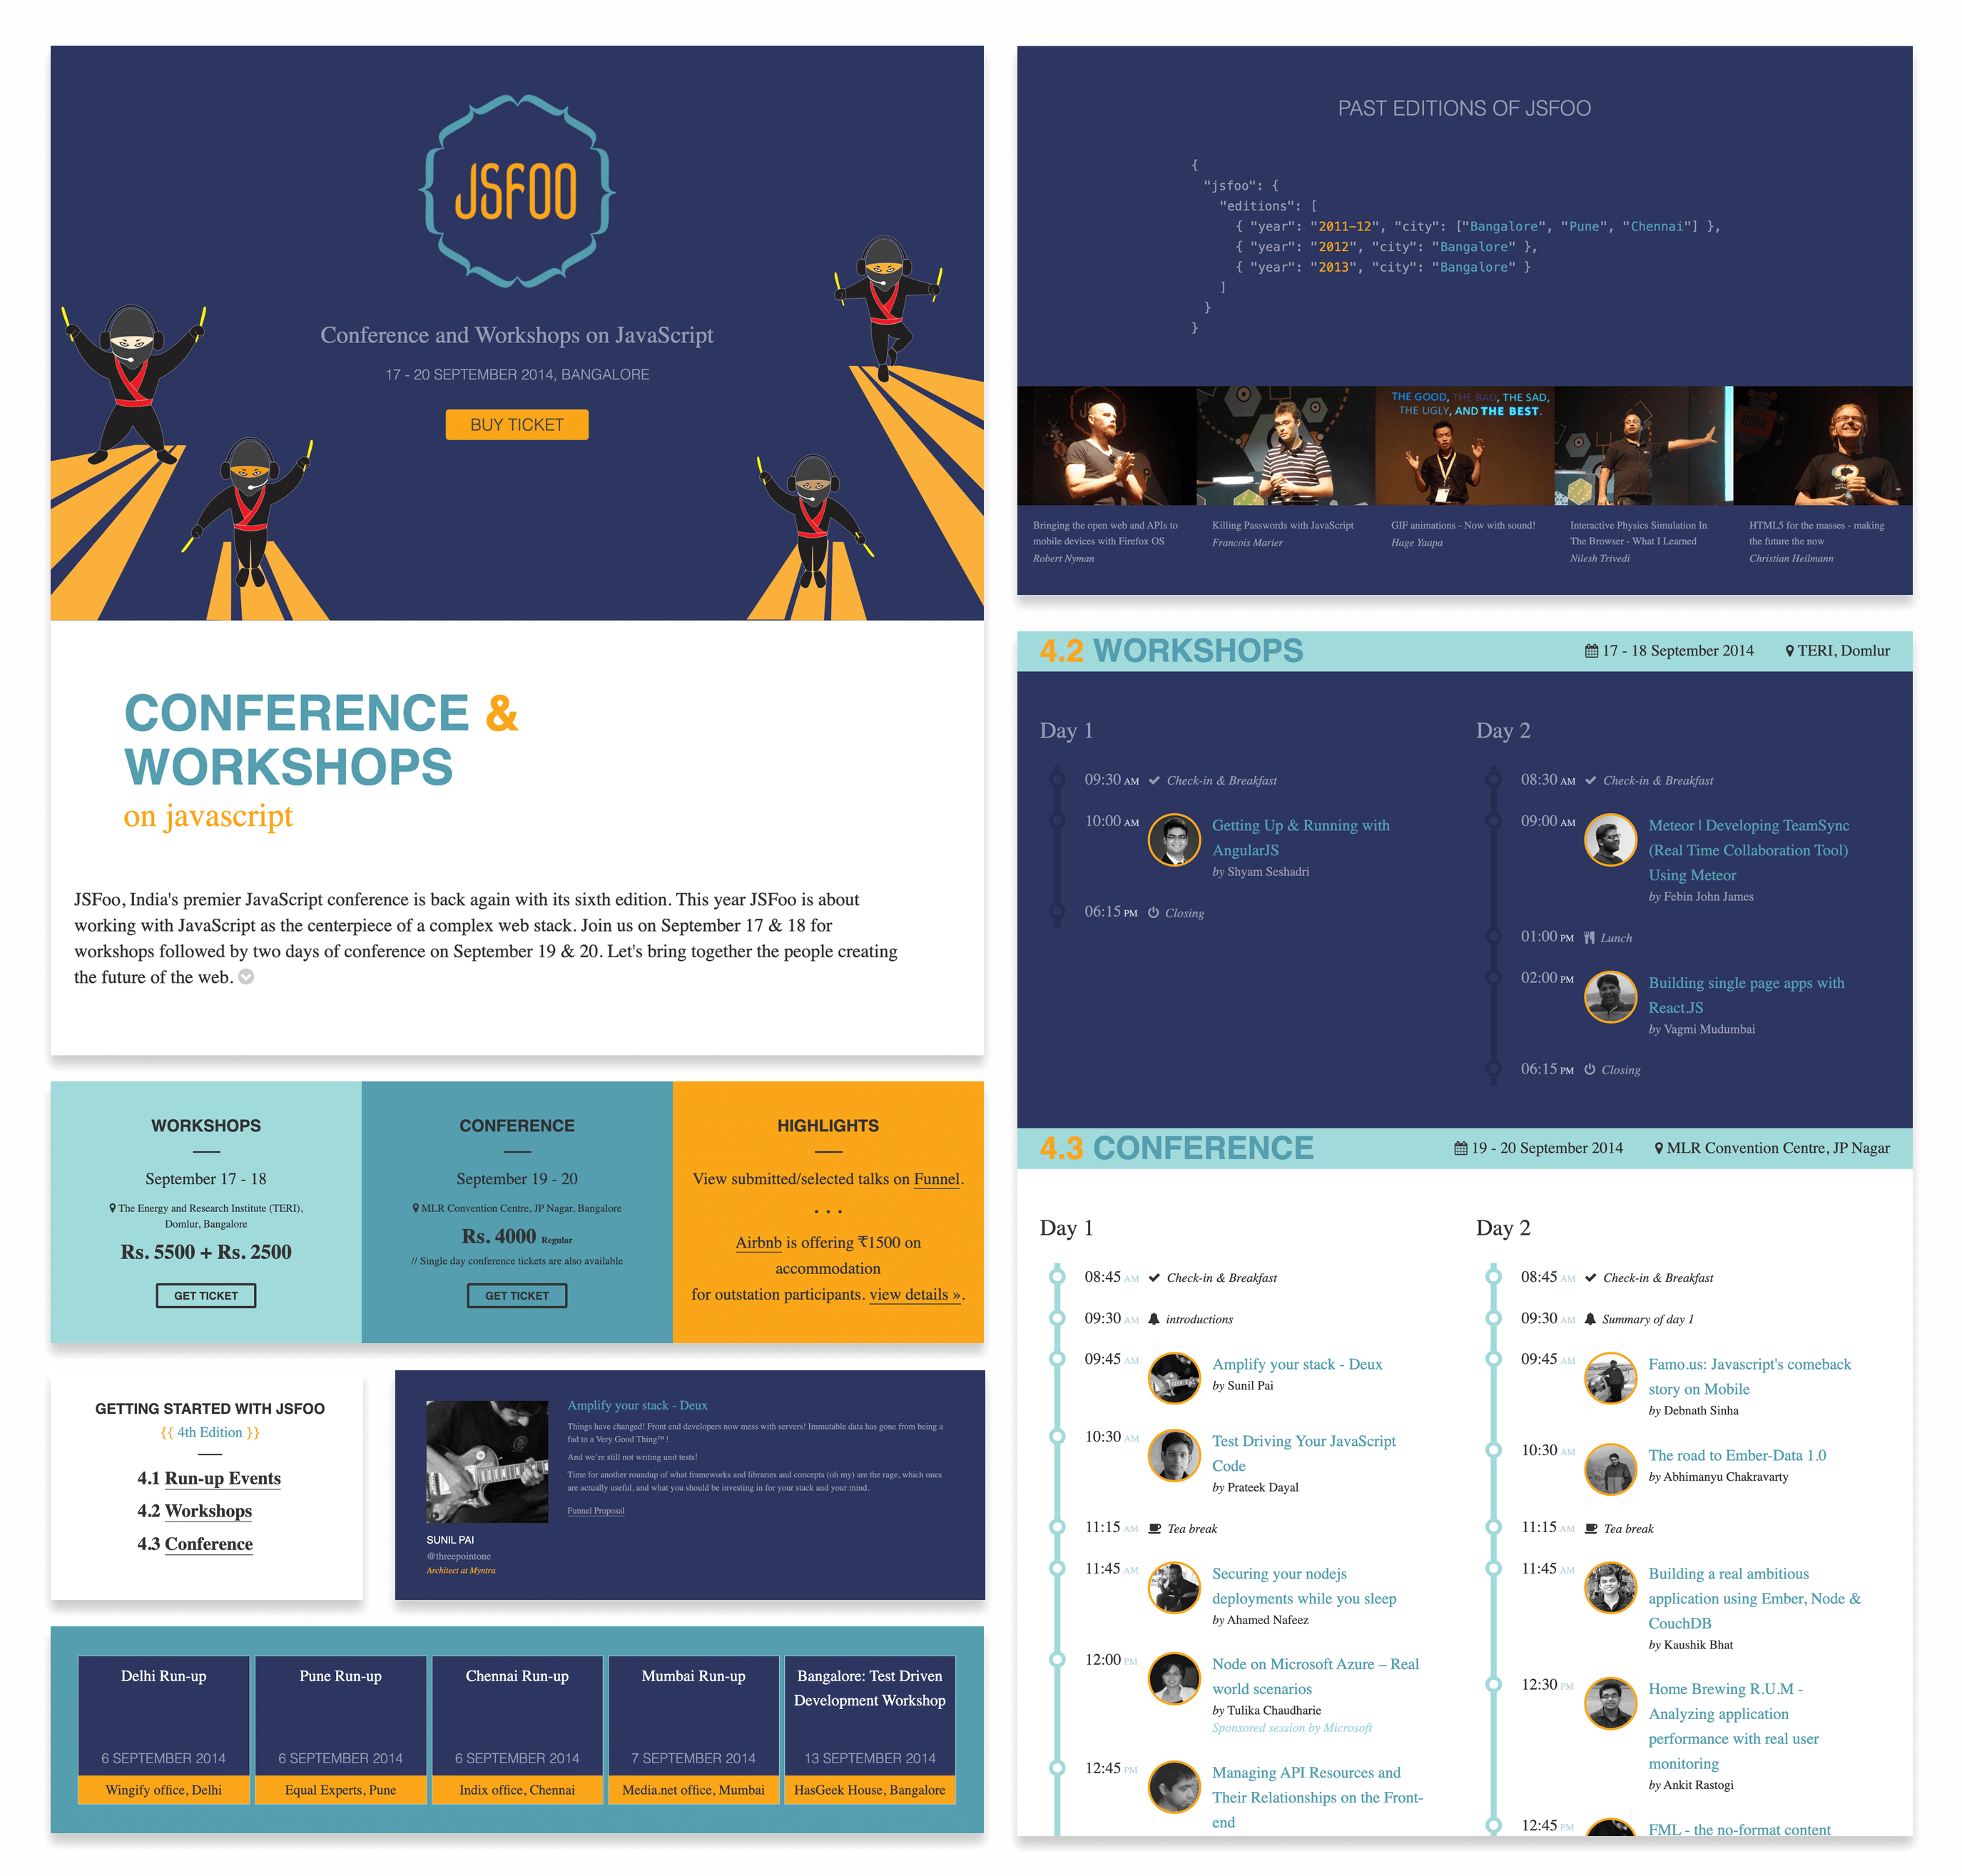 JSFOO
Conference and Workshops on JavaScript
17 - 20 SEPTEMBER 2014, BANGALORE
BUY TICKET
CONFERENCE &
WORKSHOPS
on javascript
JSFoo, India's premier JavaScript conference is back again with its sixth edition. This year JSFoo is about
working with JavaScript as the centerpiece of a complex web stack. Join us on September 17 & 18 for
workshops followed by two days of conference on September 19 & 20. Let's bring together the people creating
the future of the web.
WORKSHOPS
September 17 - 18
The Energy and Research Institute (TERI),
Domlur, Bangalore
Rs. 5500 + Rs. 2500
GET TICKET
CONFERENCE
September 19 - 20
MLR Convention Centre, JP Nagar, Bangalore
Rs. 4000 Regular
// Single day conference tickets are also available
GET TICKET
HIGHLIGHTS
View submitted/selected talks on Funnel.
• • •
Airbnb is offering ₹1500 on
accommodation
for outstation participants. view details ».
GETTING STARTED WITH JSFOO
{{ 4th Edition }}
4.1 Run-up Events
4.2 Workshops
4.3 Conference
SUNIL PAI
@threepointone
Architect at Myntra
Amplify your stack - Deux
Things have changed! Front end developers now mess with servers! Immutable data has gone from being a
fad to a Very Good Thing™ !
And we're still not writing unit tests!
Time for another roundup of what frameworks and libraries and concepts (oh my) are the rage, which ones
are actually useful, and what you should be investing in for your stack and your mind.
Funnel Proposal
Delhi Run-up
6 SEPTEMBER 2014
Wingify office, Delhi
Pune Run-up
6 SEPTEMBER 2014
Equal Experts, Pune
Chennai Run-up
6 SEPTEMBER 2014
Indix office, Chennai
Mumbai Run-up
7 SEPTEMBER 2014
Media.net office, Mumbai
Bangalore: Test Driven
Development Workshop
13 SEPTEMBER 2014
HasGeek House, Bangalore
PAST EDITIONS OF JSFOO
{
"jsfoo": {
"editions": [
{ "year": "2011-12", "city": ["Bangalore", "Pune", "Chennai"] },
{ "year": "2012", "city": "Bangalore" },
{ "year": "2013", "city": "Bangalore" }
]
}
}
THE GOOD, THE BAD, THE SAD,
THE UGLY, AND THE BEST.
Bringing the open web and APIs to
mobile devices with Firefox OS
Robert Nyman
Killing Passwords with JavaScript
Francois Marier
GIF animations - Now with sound!
Hage Yaapa
Interactive Physics Simulation In
The Browser - What I Learned
Nilesh Trivedi
HTML5 for the masses - making
the future the now
Christian Heilmann
4.2 WORKSHOPS
17 - 18 September 2014
TERI, Domlur
Day 1
09:30 AM Check-in & Breakfast
10:00 AM Getting Up & Running with
AngularJS
by Shyam Seshadri
06:15 PM Closing
Day 2
08:30 AM Check-in & Breakfast
09:00 AM Meteor | Developing TeamSync
(Real Time Collaboration Tool)
Using Meteor
by Febin John James
01:00 PM Lunch
02:00 PM Building single page apps with
React.JS
by Vagmi Mudumbai
06:15 PM Closing
4.3 CONFERENCE
19 - 20 September 2014
MLR Convention Centre, JP Nagar
Day 1
08:45 AM Check-in & Breakfast
09:30 AM introductions
09:45 AM Amplify your stack - Deux
by Sunil Pai
10:30 AM Test Driving Your JavaScript
Code
by Prateek Dayal
11:15 AM Tea break
11:45 AM Securing your nodejs
deployments while you sleep
by Ahamed Nafeez
12:00 PM Node on Microsoft Azure – Real
world scenarios
by Tulika Chaudharie
Sponsored session by Microsoft
12:45 PM Managing API Resources and
Their Relationships on the Front-
end
Day 2
08:45 AM Check-in & Breakfast
09:30 AM Summary of day 1
09:45 AM Famo.us: Javascript's comeback
story on Mobile
by Debnath Sinha
10:30 AM The road to Ember-Data 1.0
by Abhimanyu Chakravarty
11:15 AM Tea break
11:45 AM Building a real ambitious
application using Ember, Node &
CouchDB
by Kaushik Bhat
12:30 PM Home Brewing R.U.M -
Analyzing application
performance with real user
monitoring
by Ankit Rastogi
12:45 PM FML - the no-format content